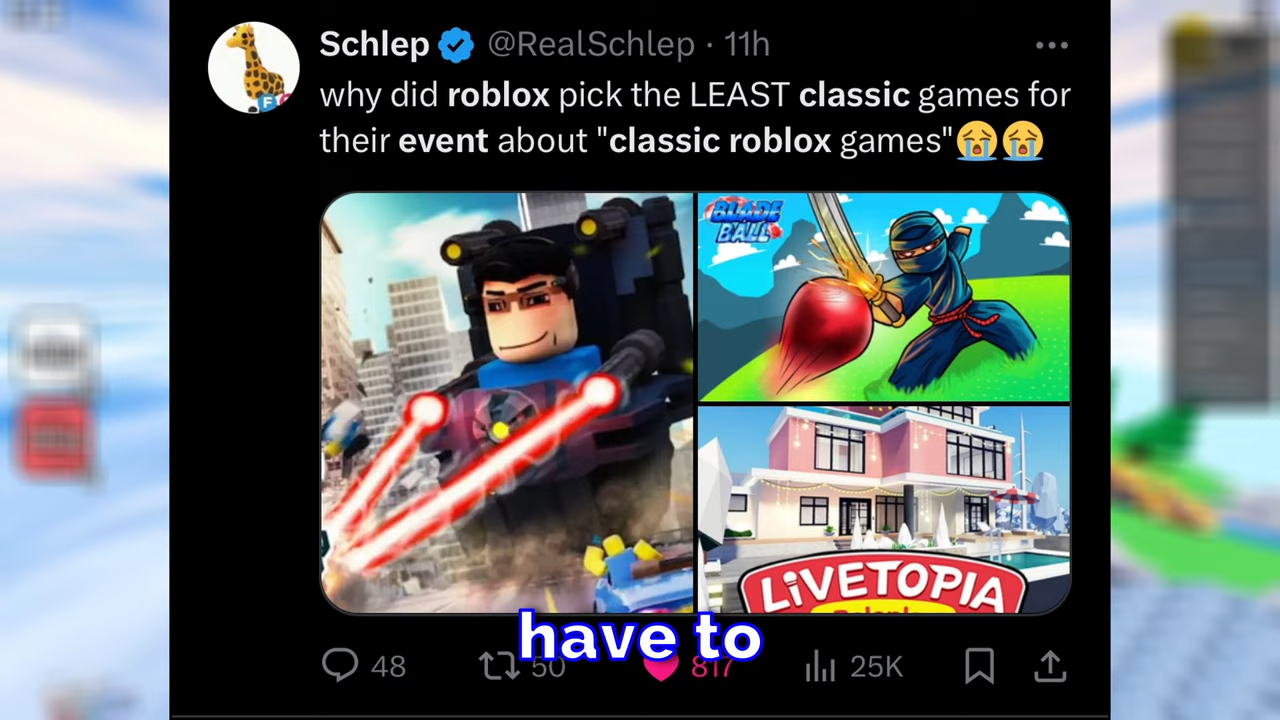 Schlep @RealSchlep · 11h
why did roblox pick the LEAST classic games for
their event about "classic roblox games"😭😭
BLADE
BALL
LIVETOPIA
have to
48 50 817 25K